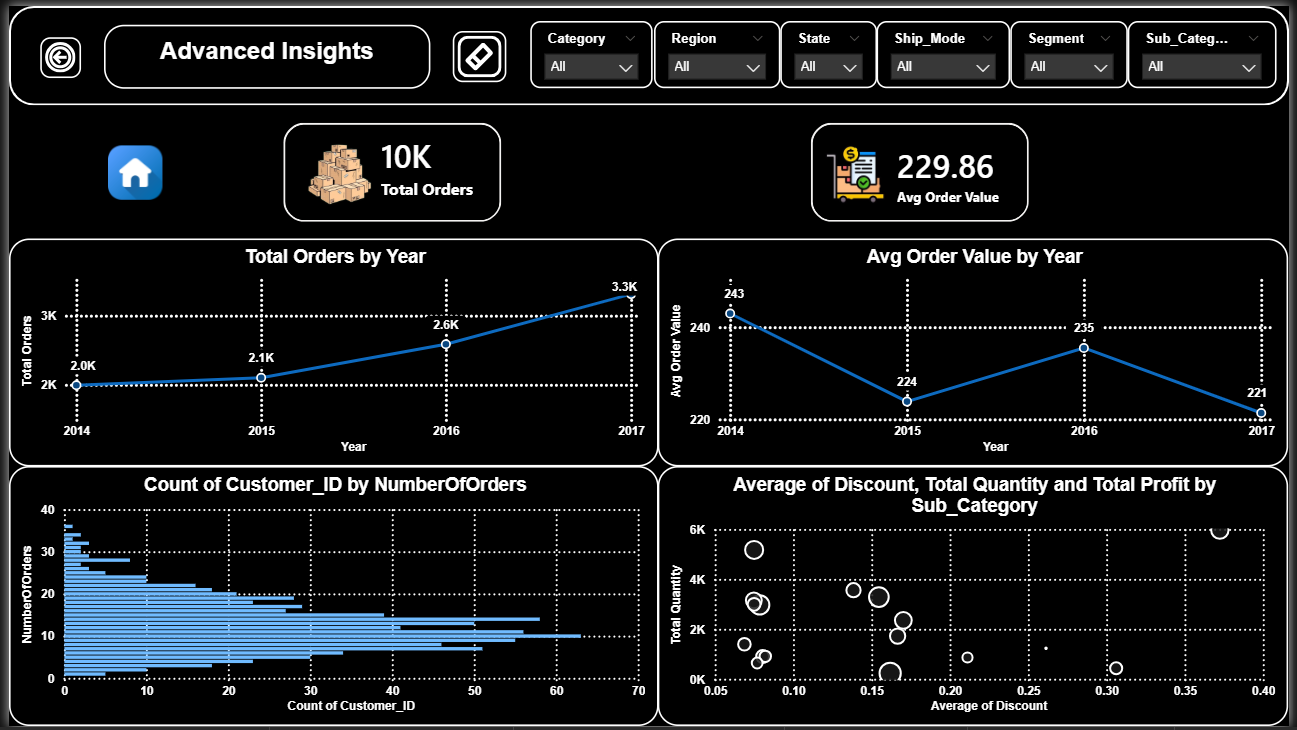 Advanced Insights
Category
All
Region
All
State
All
Ship_Mode
All
Segment
All
Sub_Categ...
All
10K
Total Orders
$
229.86
Avg Order Value
Total Orders by Year
Total Orders
3K
2K
2.0K
2.1K
2.6K
3.3K
2014 2015 2016 2017
Year
Avg Order Value by Year
Avg Order Value
240
220
243
224
235
221
2014 2015 2016 2017
Year
Count of Customer_ID by NumberOfOrders
NumberOfOrders
40
30
20
10
0
0 10 20 30 40 50 60 70
Count of Customer_ID
Average of Discount, Total Quantity and Total Profit by
Sub_Category
Total Quantity
6K
4K
2K
0K
0.05 0.10 0.15 0.20 0.25 0.30 0.35 0.40
Average of Discount